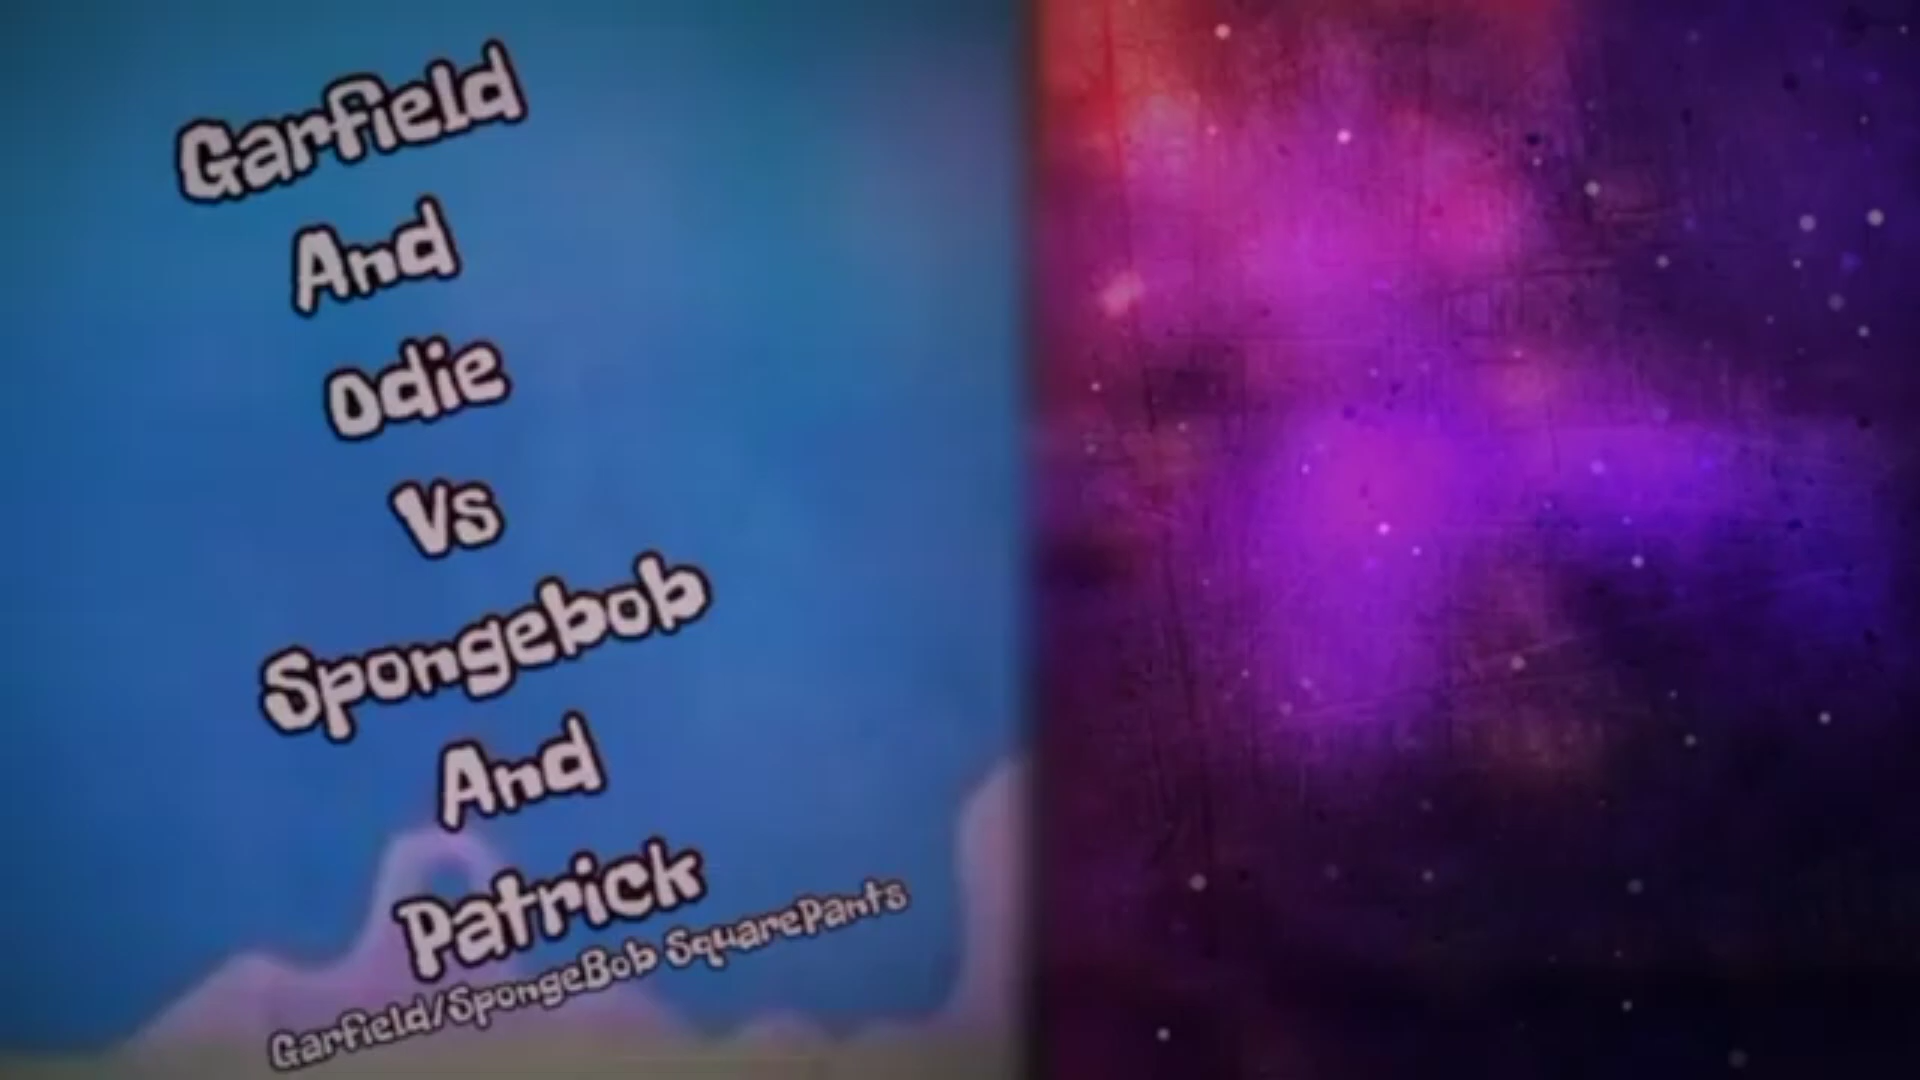 Garfield
And
Odie
Vs
Spongebob
And
Patrick
Garfield/SpongeBob SquarePants